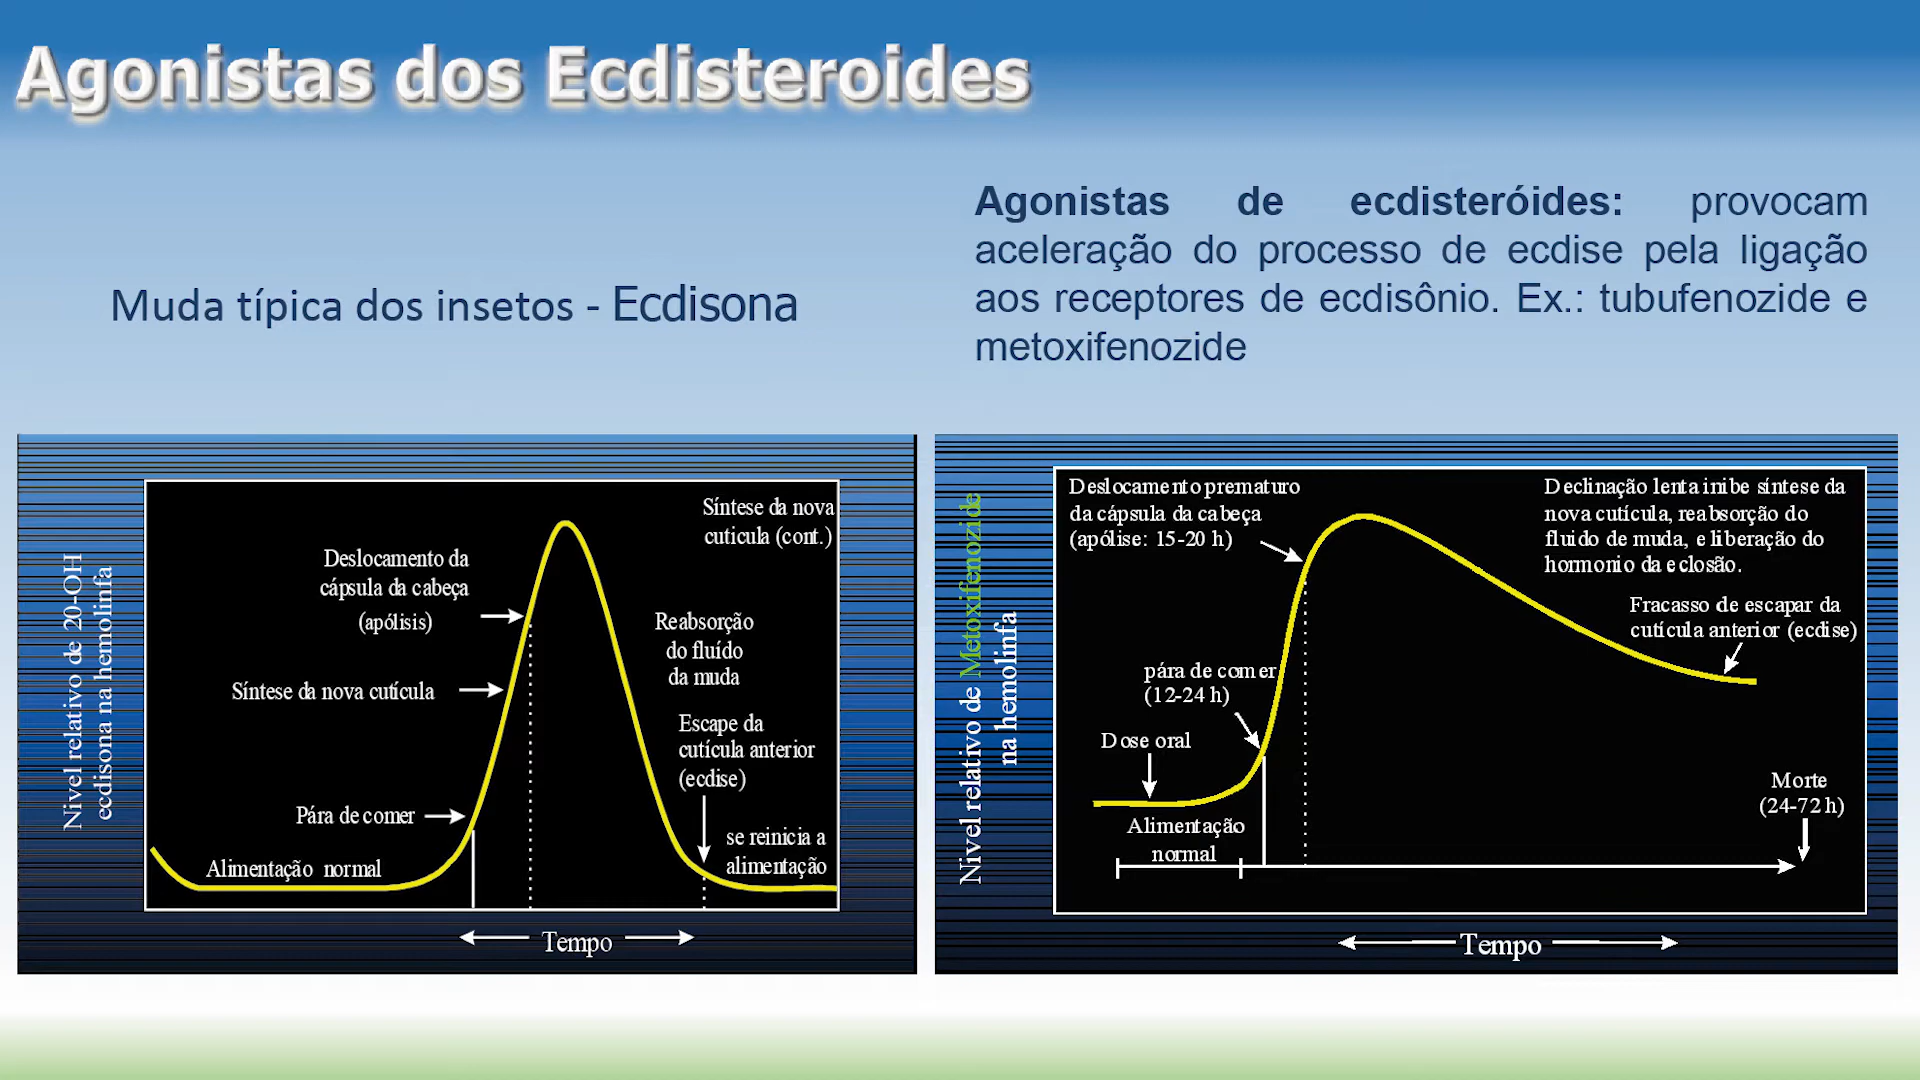 Agonistas dos Ecdisteroides
Muda típica dos insetos - Ecdisona
Agonistas de ecdisteróides: provocam
aceleração do processo de ecdise pela ligação
aos receptores de ecdisônio. Ex.: tubufenozide e
metoxifenozide
Nivel relativo de 20-OH
ecdisona na hemolinfa
Síntese da nova
cuticula (cont.)
Deslocamento da
cápsula da cabeça
(apólisis)
Reabsorção
do fluído
da muda
Síntese da nova cutícula
Escape da
cutícula anterior
(ecdise)
Pára de comer
se reinicia a
alimentação
Alimentação normal
Tempo
Nivel relativo de Metoxifenozide
na hemolinfa
Deslocamento prematuro
da cápsula da cabeça
(apólise: 15-20 h)
Declinação lenta inibe síntese da
nova cutícula, reabsorção do
fluido de muda, e liberação do
hormonio da eclosão.
Fracasso de escapar da
cutícula anterior (ecdise)
pára de comer
(12-24 h)
Dose oral
Morte
(24-72 h)
Alimentação
normal
Tempo